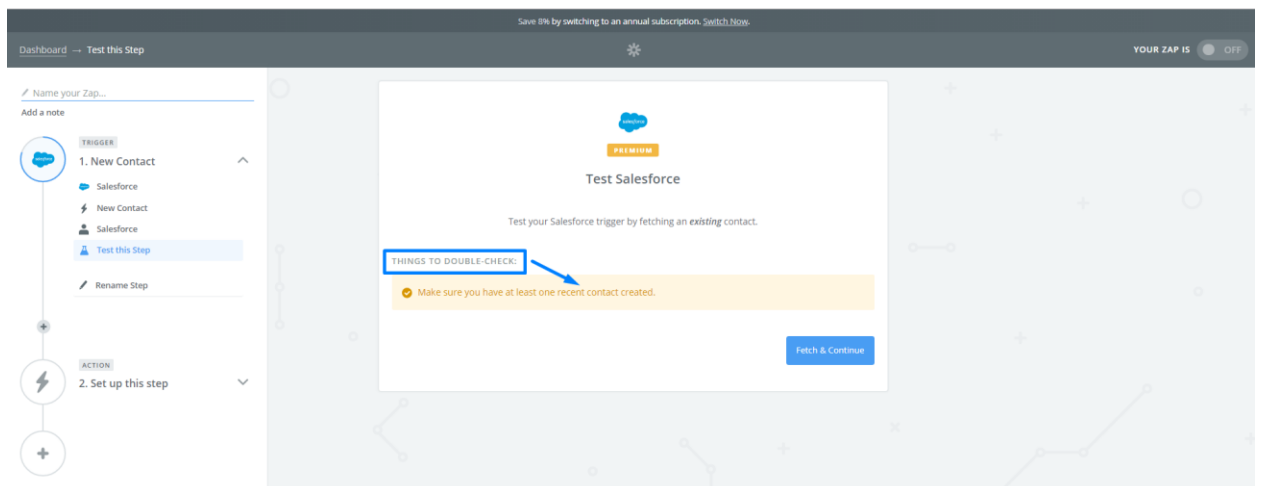 Save 8% by switching to an annual subscription. Switch Now.
Dashboard → Test this Step
YOUR ZAP IS OFF
Name your Zap...
Add a note
TRIGGER
1. New Contact
Salesforce
New Contact
Salesforce
Test this Step
Rename Step
ACTION
2. Set up this step
salesforce
PREMIUM
Test Salesforce
Test your Salesforce trigger by fetching an existing contact.
THINGS TO DOUBLE-CHECK:
Make sure you have at least one recent contact created.
Fetch & Continue